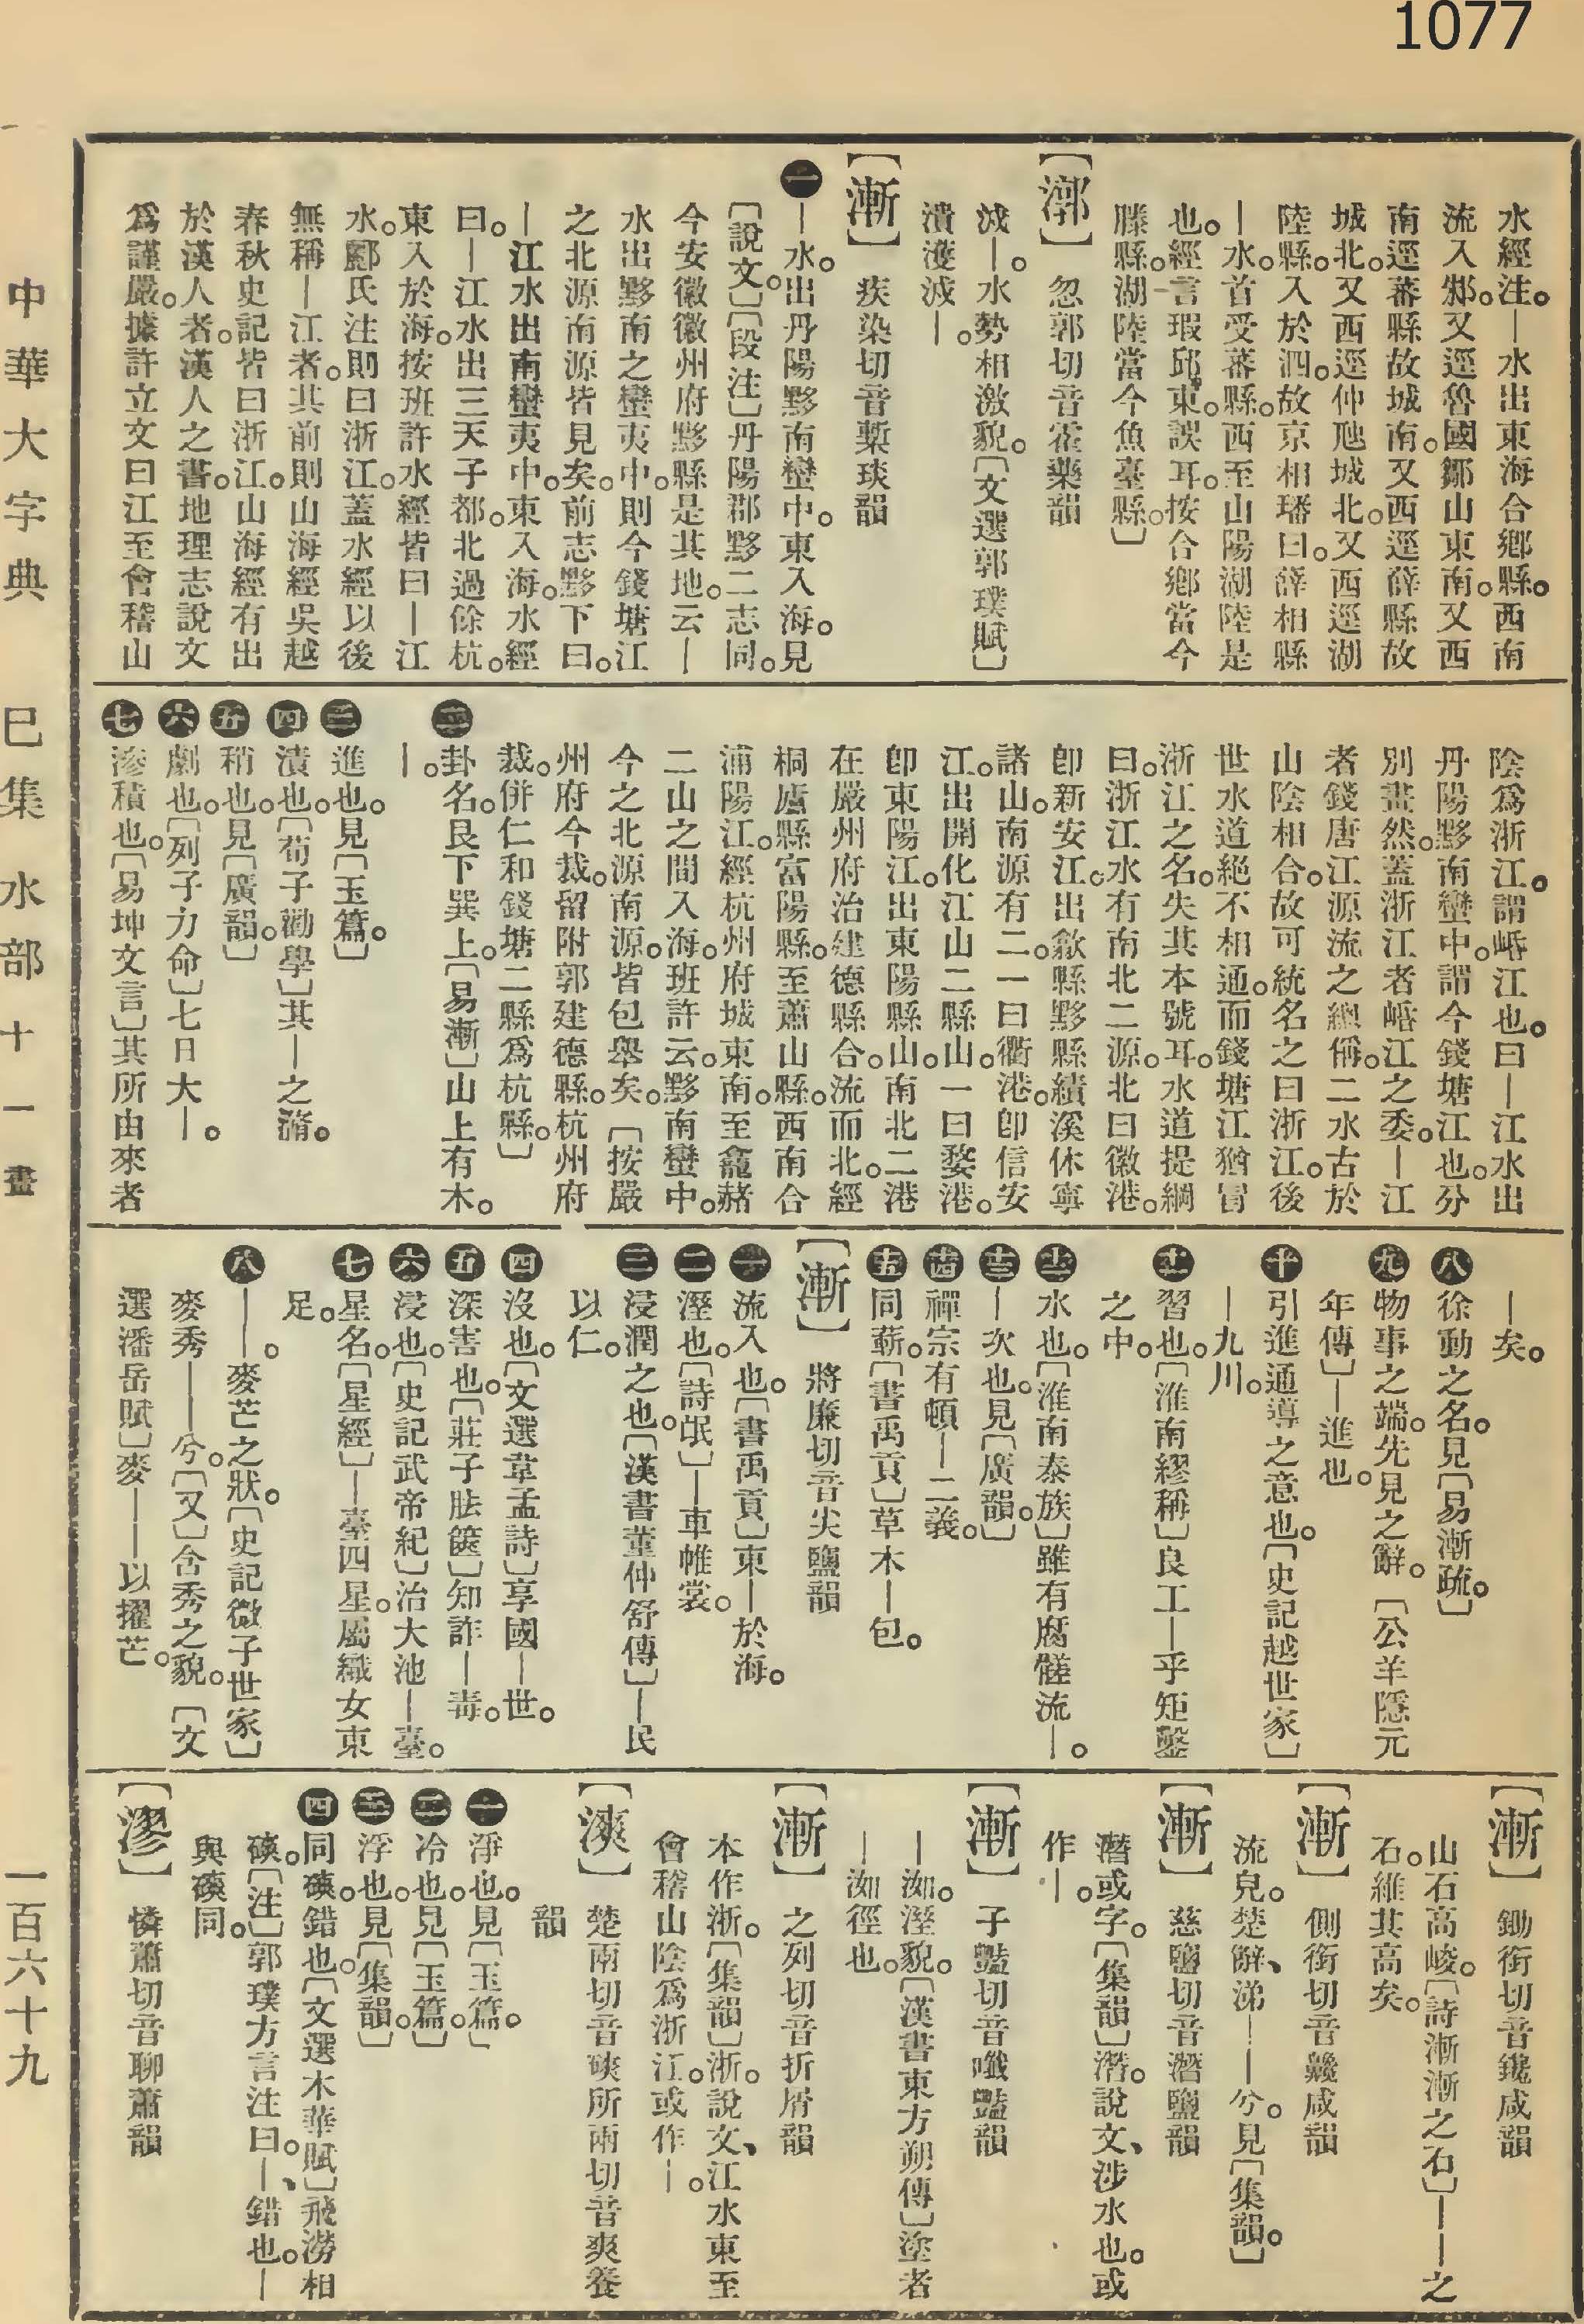 1077
水經注。—水出東海合鄉縣。西南
流入邾。又逕魯國鄒山東南。又西
南逕蕃縣故城南。又西逕薛縣故
城北。又西逕仲虺城北。又西逕湖
陸縣。入於泗。故京相璠曰。薛相縣
—水。首受蕃縣。西至山陽湖陸是
也。經言瑕邱東。誤耳。按合鄉當今
滕縣。湖陸當今魚臺縣。〕
〔漷〕 忽郭切音霍藥韻
㳚—。水勢相激貌。〔文選郭璞賦〕
潰濩㳚—。
〔漸〕 疾染切音槧琰韻
㊀—水。出丹陽黟南蠻中。東入海。見
〔說文。〕〔段注〕丹陽郡黟二志同。
今安徽徽州府黟縣是其地。云—
水出黟南之蠻夷中。則今錢塘江
之北源南源皆見矣。前志黟下曰。
—江水出南蠻夷中。東入海。水經
曰。—江水出三天子都。北過餘杭。
東入於海。按班許水經皆曰—江
水。酈氏注則曰浙江。蓋水經以後
無稱—江者。其前則山海經吳越
春秋史記皆曰浙江。山海經有出
於漢人者。漢人之書。地理志說文
爲謹嚴。據許立文曰江至會稽山
陰爲浙江。謂㟭江也。曰—江水出
丹陽黟南蠻中。謂今錢塘江也。分
別畫然。蓋浙江者㟭江之委。—江
者錢唐江源流之總偁。二水古於
山陰相合。故可統名之曰浙江。後
世水道絕不相通。而錢塘江猶冒
浙江之名。失其本號耳。水道提綱
曰。浙江水有南北二源。北曰徽港。
卽新安江。出歙縣黟縣績溪休寧
諸山。南源有二。一曰衢港。卽信安
江。出開化江山二縣山。一曰婺港。
卽東陽江。出東陽縣山。南北二港
在嚴州府治建德縣合。流而北。經
桐廬縣富陽縣。至蕭山縣。西南合
浦陽江。經杭州府城東南。至龕赭
二山之間入海。班許云。黟南蠻中。
今之北源南源。皆包舉矣。〔按嚴
州府今裁。留附郭建德縣。杭州府
裁。併仁和錢塘二縣爲杭縣。〕
㊁卦名。艮下巽上。〔易漸〕山上有木。
—。
㊂進也。見〔玉篇。〕
㊃漬也。〔荀子勸學〕其—之滫。
㊄稍也。見〔廣韻。〕
㊅劇也。〔列子力命〕七日大—。
㊆滲積也。〔易坤文言〕其所由來者
—矣。
㊇徐動之名。見〔易漸疏。〕
㊈物事之端。先見之辭。〔公羊隱元
年傳〕—進也。
㊉引進通導之意也。〔史記越世家〕
—九川。
十一 習也。〔淮南繆稱〕良工—乎矩鑿
之中。
十二 水也。〔淮南泰族〕雖有腐髊流—。
十三 —次也。見〔廣韻。〕
十四 禪宗有頓—二義。
十五 同蔪。〔書禹貢〕草木—包。
〔漸〕 將廉切音尖鹽韻
㊀流入也。〔書禹貢〕東—於海。
㊁溼也。〔詩氓〕—車帷裳。
㊂浸潤之也。〔漢書董仲舒傳〕—民
以仁。
㊃沒也。〔文選韋孟詩〕享國—世。
㊄深害也。〔莊子胠篋〕知詐—毒。
㊅浸也。〔史記武帝紀〕治大池—臺。
㊆星名。〔星經〕—臺四星。屬織女東
足。
㊇——。麥芒之狀。〔史記微子世家〕
麥秀——兮。〔又〕含秀之貌。〔文
選潘岳賦〕麥——以擢芒。
〔漸〕 鋤銜切音鑱咸韻
山石高峻。〔詩漸漸之石〕——之
石。維其高矣。
〔漸〕 側銜切音䰐咸韻
流皃。楚辭、涕——兮。見〔集韻。〕
〔漸〕 慈鹽切音潛鹽韻
潛或字。〔集韻〕潛。說文、涉水也。或
作—。
〔漸〕 子豔切音㰇豔韻
—洳。溼貌。〔漢書東方朔傳〕塗者
—洳徑也。
〔漸〕 之列切音折屑韻
本作浙。〔集韻〕浙。說文、江水東至
會稽山陰爲浙江。或作—。
〔漺〕 楚兩切音磢所兩切音爽養
韻
㊀淨也。見〔玉篇。〕
㊁冷也。見〔玉篇。〕
㊂浮也。見〔集韻。〕
㊃同磢。錯也。〔文選木華賦〕飛澇相
磢。〔注〕郭璞方言注曰。—、錯也。—
與磢同。
〔漻〕 憐蕭切音聊蕭韻
中華大字典 巳集 水部 十一畫 一百六十九